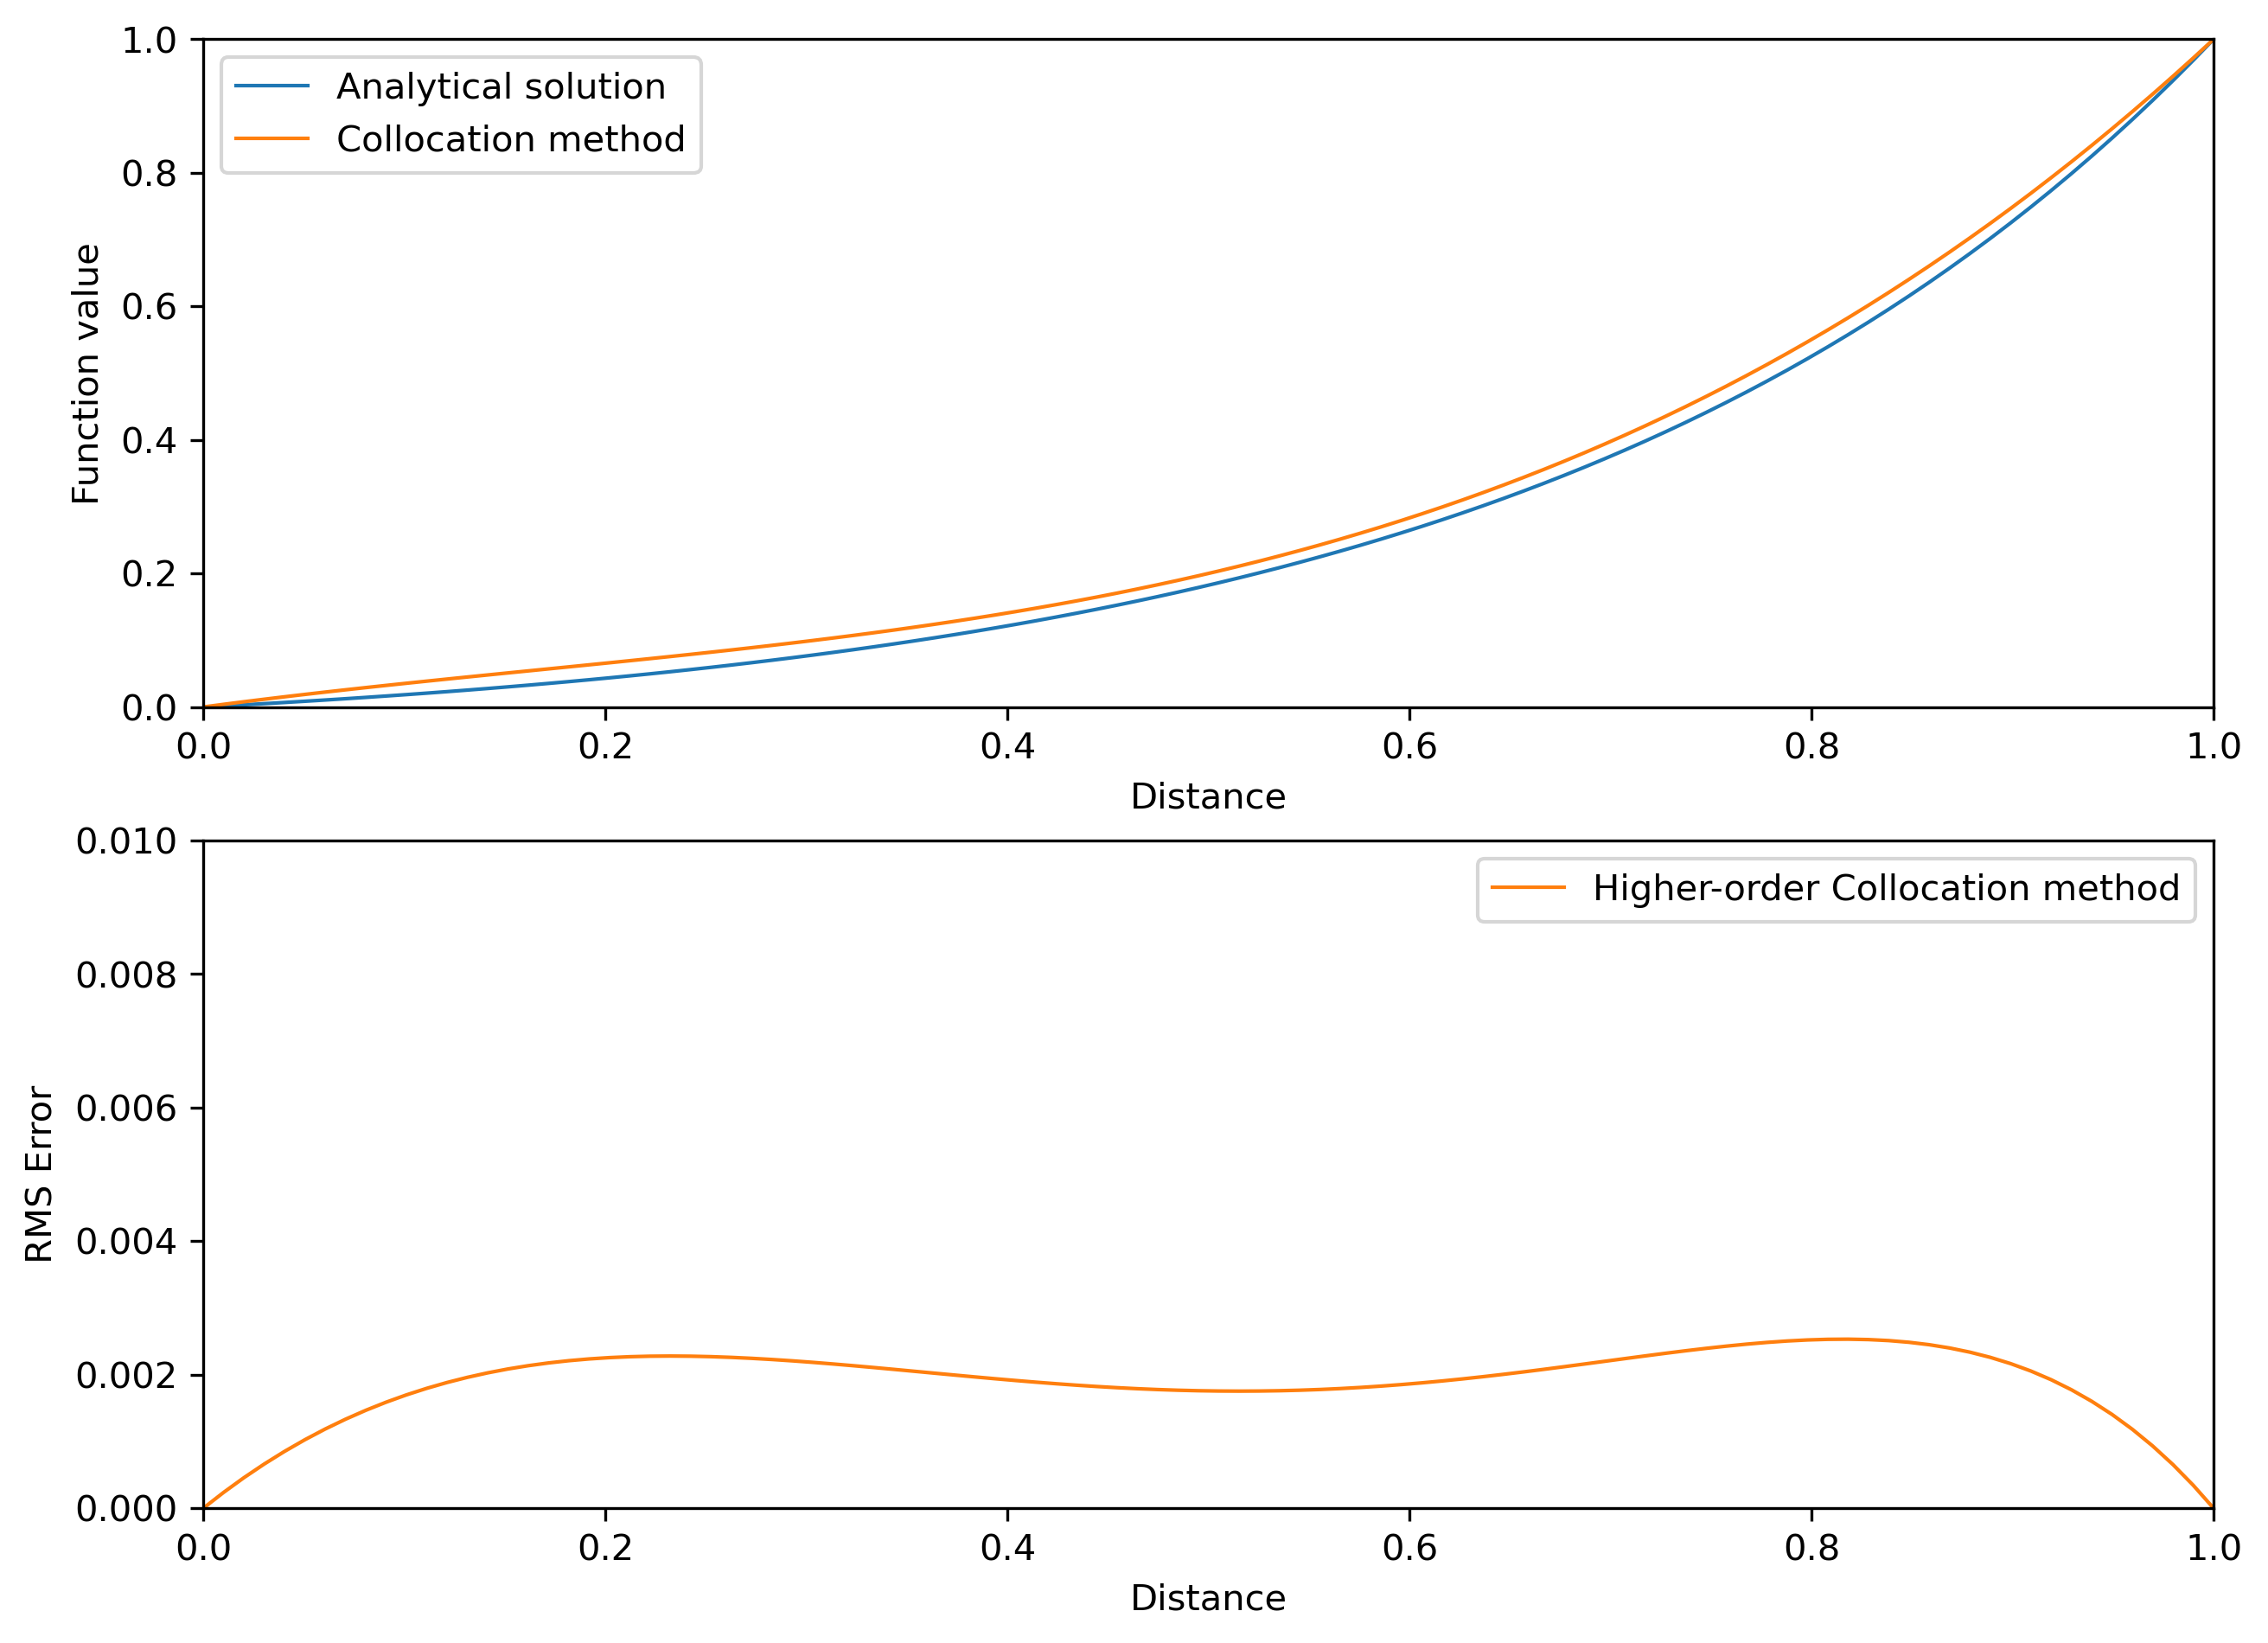 1.0
0.8
0.6
0.4
0.2
0.0
Function value
Analytical solution
Collocation method
0.0 0.2 0.4 0.6 0.8 1.0
Distance
0.010
0.008
0.006
0.004
0.002
0.000
RMS Error
Higher-order Collocation method
0.0 0.2 0.4 0.6 0.8 1.0
Distance